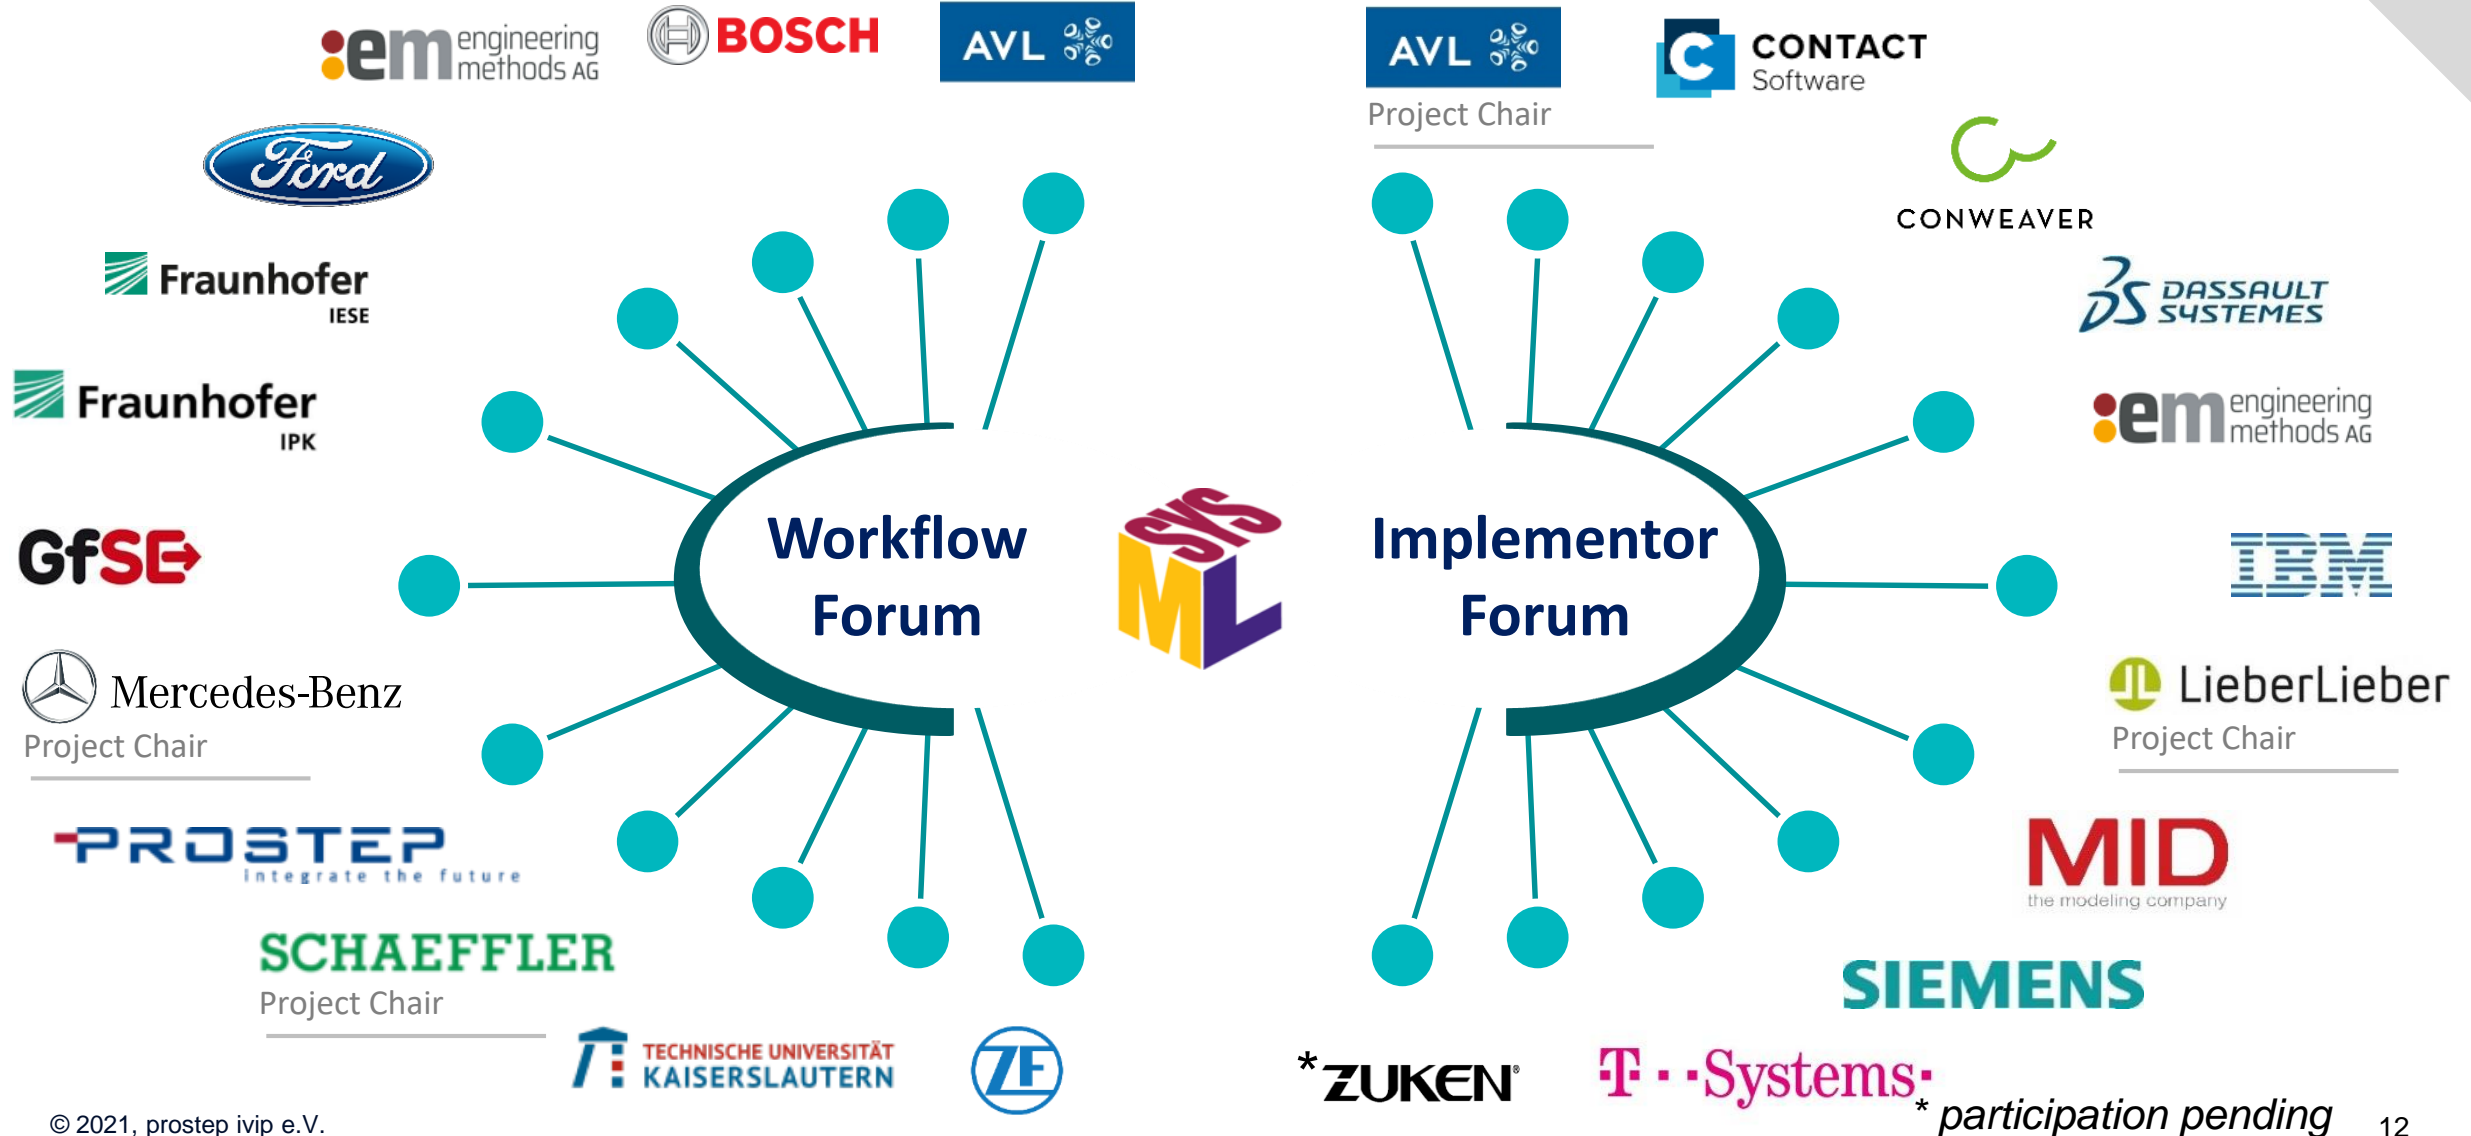 em engineering
methods AG
BOSCH
AVL
AVL
Project Chair
CONTACT
Software
Ford
CONWEAVER
Fraunhofer
IESE
DASSAULT
SYSTEMES
Fraunhofer
IPK
em engineering
methods AG
GfSE
Workflow
Forum
SYS
ML
Implementor
Forum
IBM
Mercedes-Benz
Project Chair
LieberLieber
Project Chair
PROSTEP
integrate the future
MID
the modeling company
SCHAEFFLER
Project Chair
SIEMENS
TECHNISCHE UNIVERSITÄT
KAISERSLAUTERN
ZF
*ZUKEN®
T··Systems·
* participation pending
© 2021, prostep ivip e.V.
12